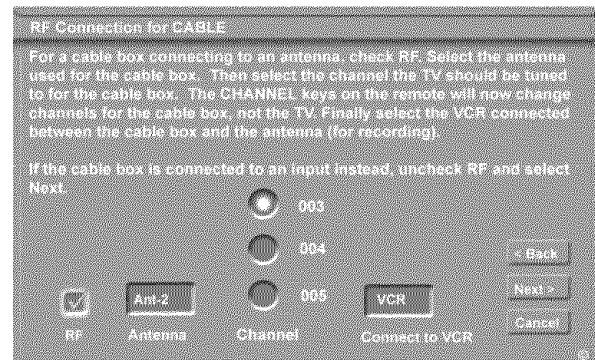 RF Connection for CABLE
For a cable box connecting to an antenna, check RF. Select the antenna
used for the cable box. Then select the channel the TV should be tuned
to for the cable box. The CHANNEL keys on the remote will now change
channels for the cable box, not the TV. Finally select the VCR connected
between the cable box and the antenna (for recording).
If the cable box is connected to an input instead, uncheck RF and select
Next.
003
004
< Back
005
Ant-2
VCR
Next >
RF
Antenna
Channel
Connect to VCR
Cancel